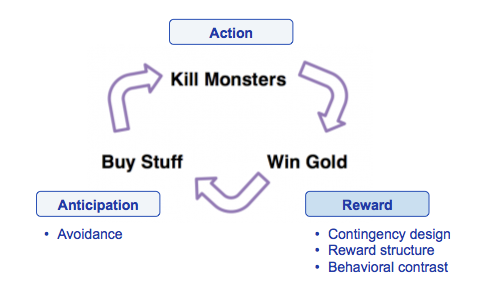 Action
Kill Monsters
Buy Stuff
Win Gold
Anticipation
• Avoidance
Reward
• Contingency design
• Reward structure
• Behavioral contrast